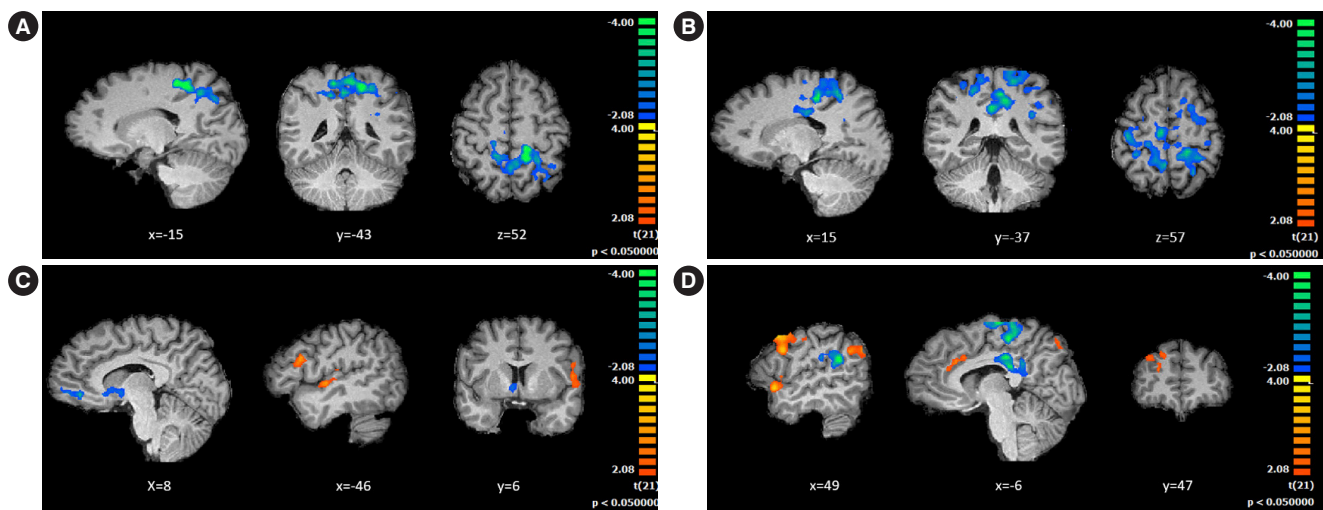 A
-4.00
-2.08
4.00
2.08
t(21)
p < 0.050000
x=-15
y=-43
z=52
B
-4.00
-2.08
4.00
2.08
t(21)
p < 0.050000
x=15
y=-37
z=57
C
-4.00
-2.08
4.00
2.08
t(21)
p < 0.050000
X=8
x=-46
y=6
D
-4.00
-2.08
4.00
2.08
t(21)
p < 0.050000
x=49
x=-6
y=47